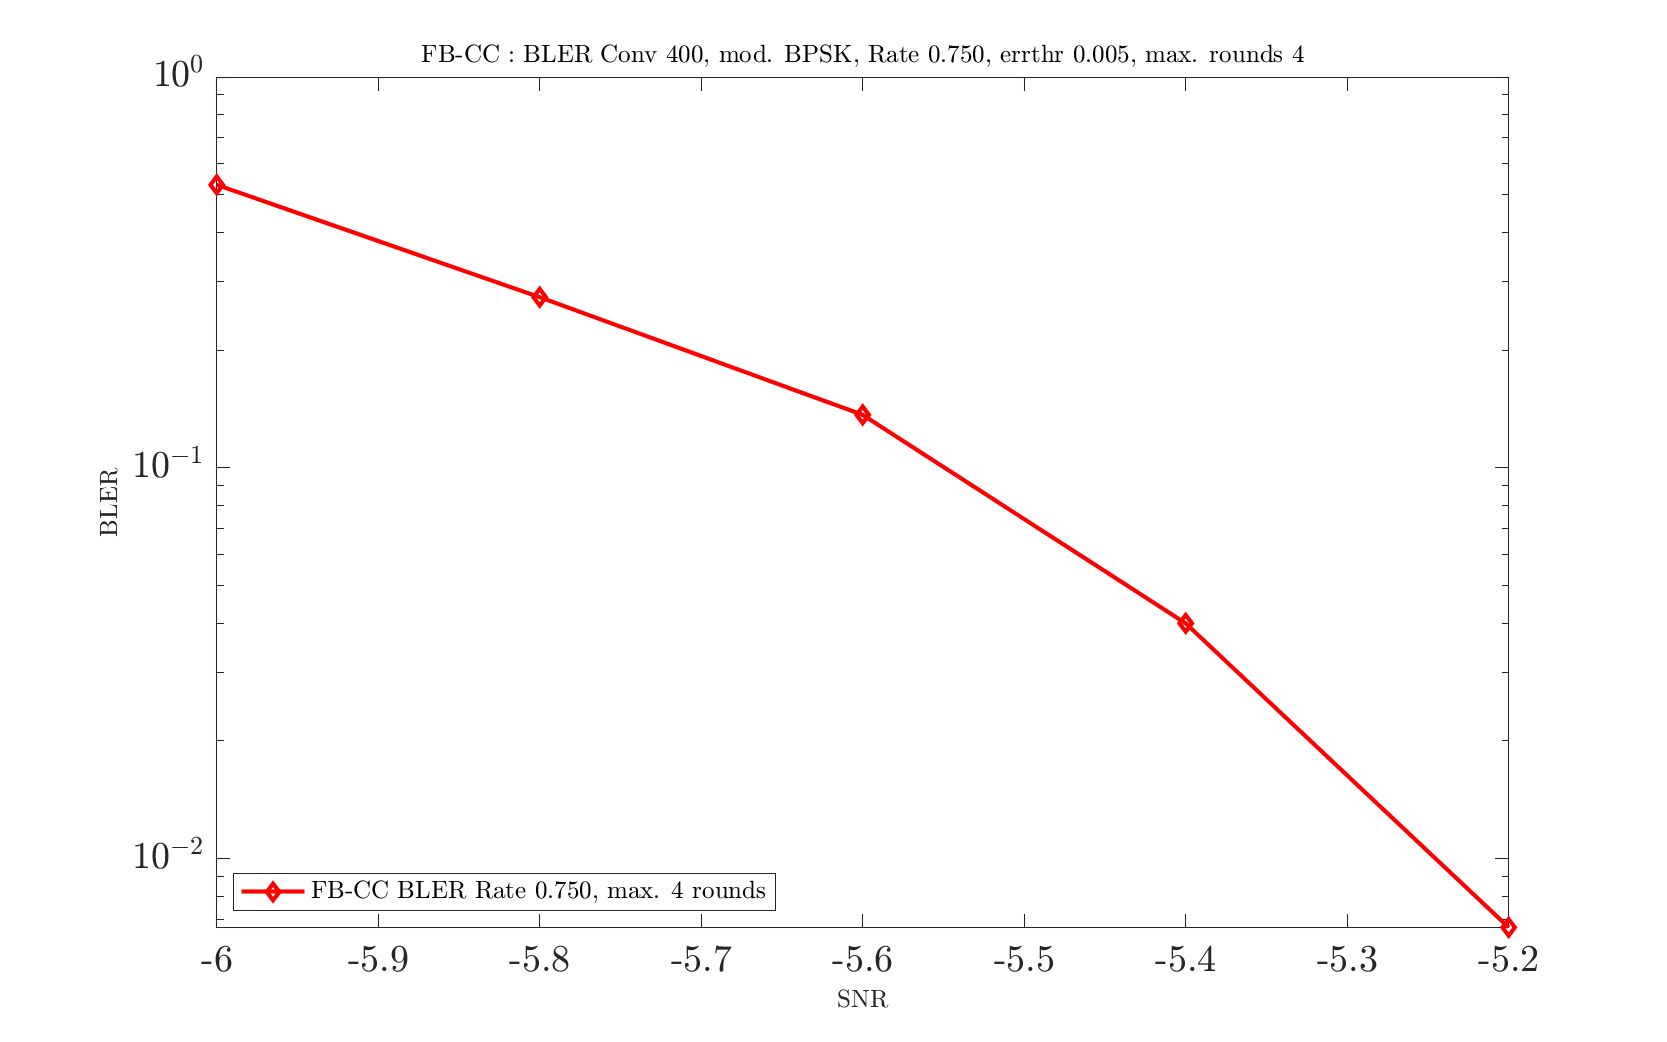 FB-CC : BLER Conv 400, mod. BPSK, Rate 0.750, errthr 0.005, max. rounds 4
10^0
10^{-1}
10^{-2}
BLER
FB-CC BLER Rate 0.750, max. 4 rounds
-6 -5.9 -5.8 -5.7 -5.6 -5.5 -5.4 -5.3 -5.2
SNR